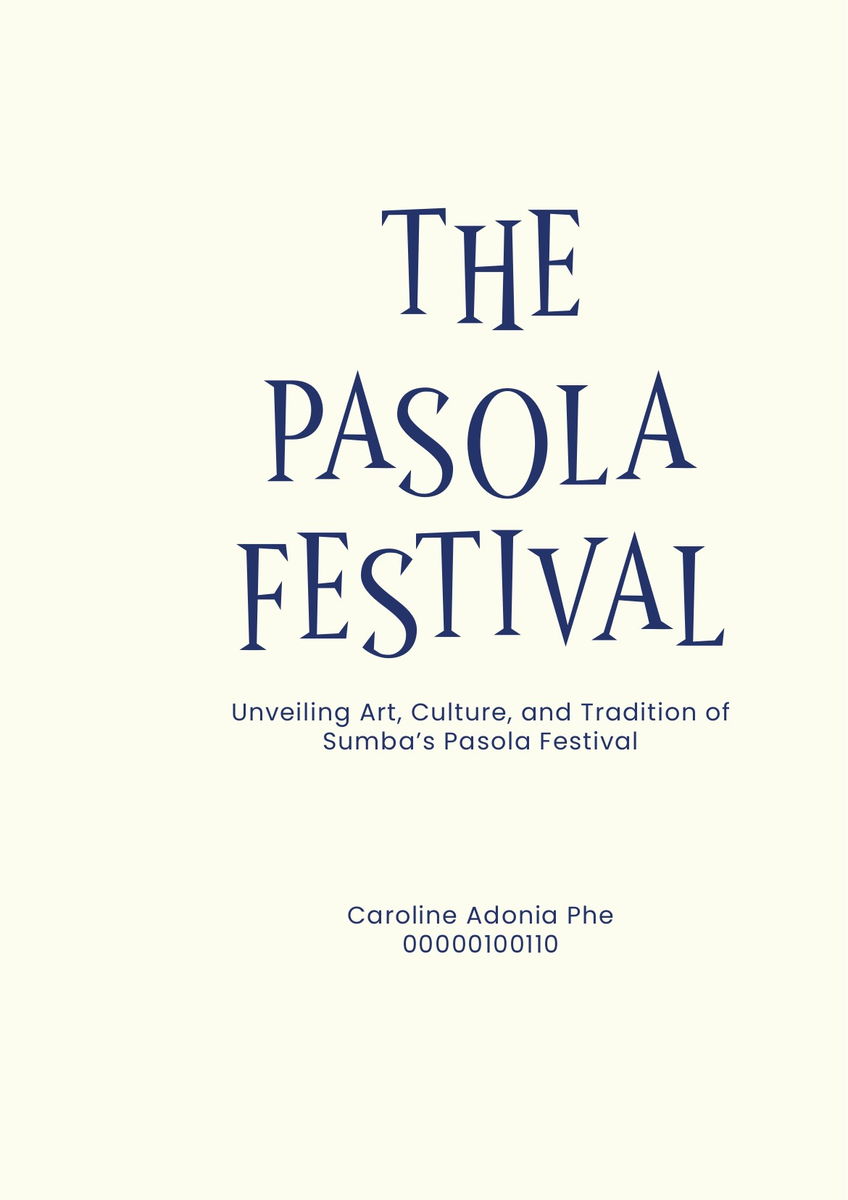 THE
PASOLA
FESTIVAL
Unveiling Art, Culture, and Tradition of
Sumba’s Pasola Festival
Caroline Adonia Phe
00000100110